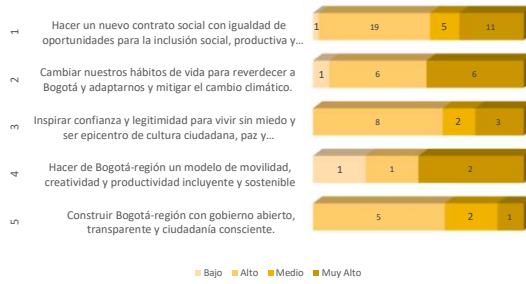 1
Hacer un nuevo contrato social con igualdad de
oportunidades para la inclusión social, productiva y…
1 19 5 11
2
Cambiar nuestros hábitos de vida para reverdecer a
Bogotá y adaptarnos y mitigar el cambio climático.
1 6 6
3
Inspirar confianza y legitimidad para vivir sin miedo y
ser epicentro de cultura ciudadana, paz y…
8 2 3
4
Hacer de Bogotá-región un modelo de movilidad,
creatividad y productividad incluyente y sostenible
1 1 2
5
Construir Bogotá-región con gobierno abierto,
transparente y ciudadanía consciente.
5 2 1
Bajo Alto Medio Muy Alto